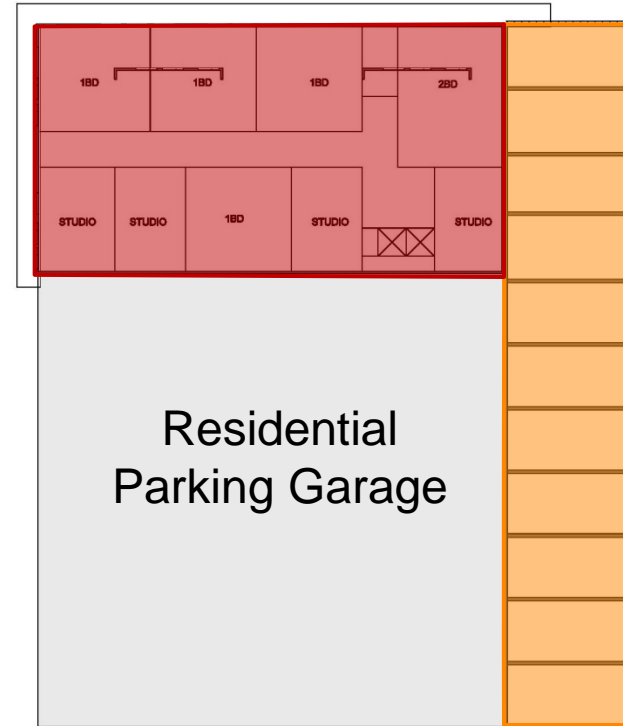 1BD
1BD
1BD
2BD
STUDIO
STUDIO
1BD
STUDIO
STUDIO
Residential
Parking Garage